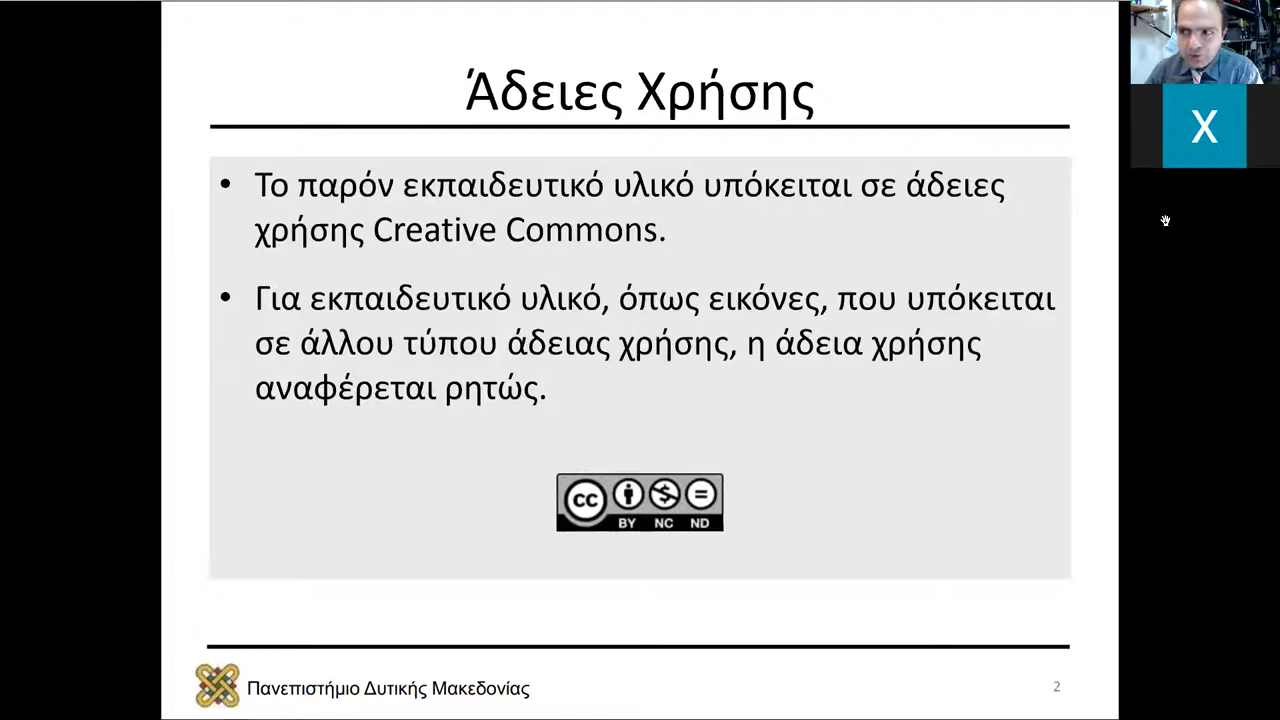 Άδειες Χρήσης
• Το παρόν εκπαιδευτικό υλικό υπόκειται σε άδειες
χρήσης Creative Commons.
• Για εκπαιδευτικό υλικό, όπως εικόνες, που υπόκειται
σε άλλου τύπου άδειας χρήσης, η άδεια χρήσης
αναφέρεται ρητώς.
cc
BY NC ND
Πανεπιστήμιο Δυτικής Μακεδονίας
2
X